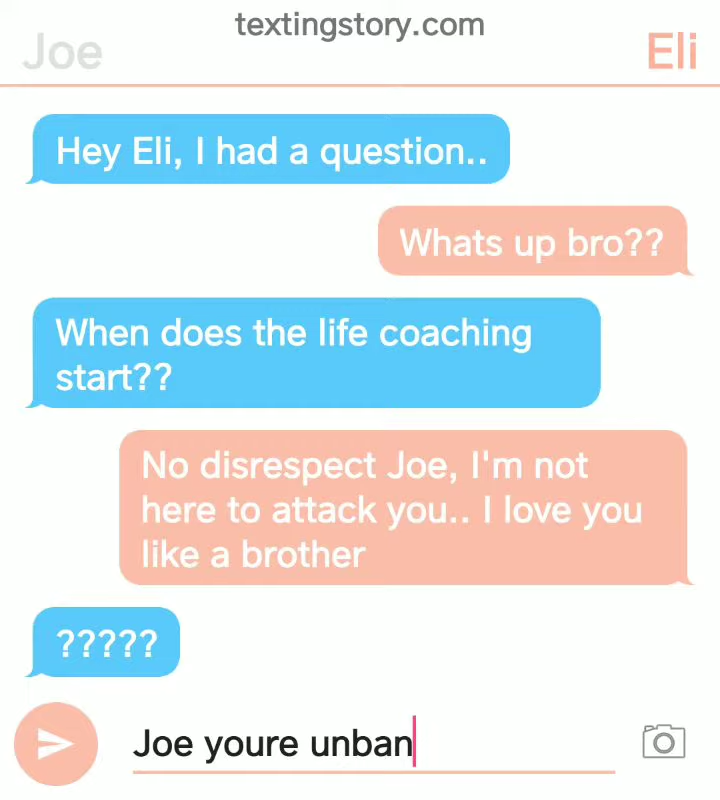 textingstory.com
Joe
Eli
Hey Eli, I had a question..
Whats up bro??
When does the life coaching
start??
No disrespect Joe, I'm not
here to attack you.. I love you
like a brother
?????
Joe youre unban